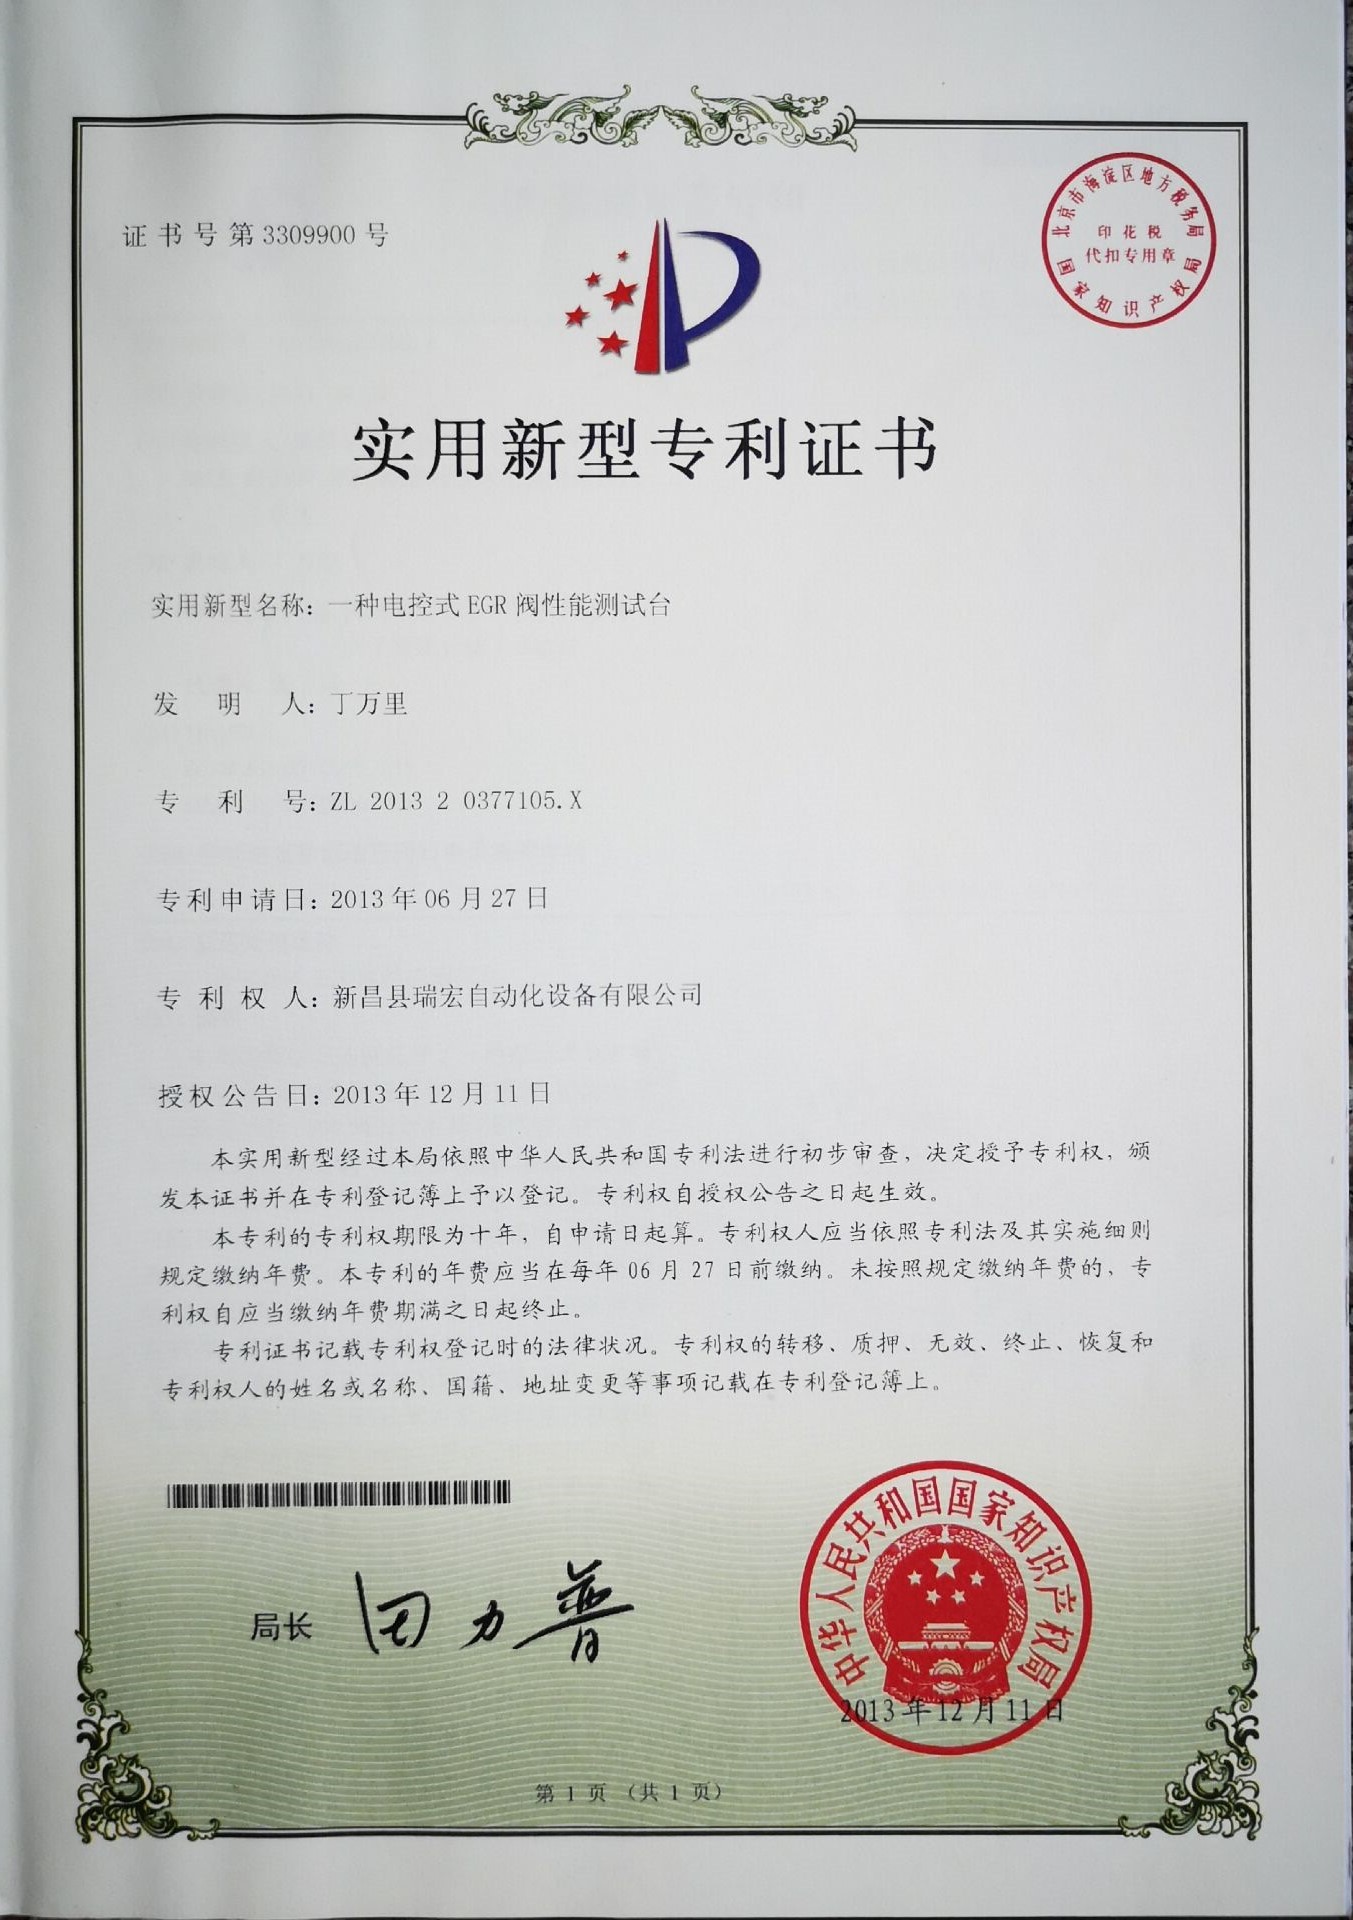 证书号第3309900号
北京市海淀区地方税务局
印花税
代扣专用章
国家知识产权局
实用新型专利证书
实用新型名称：一种电控式EGR阀性能测试台
发明人：丁万里
专利号：ZL 2013 2 0377105.X
专利申请日：2013年06月27日
专利权人：新昌县瑞宏自动化设备有限公司
授权公告日：2013年12月11日
本实用新型经过本局依照中华人民共和国专利法进行初步审查，决定授予专利权，颁
发本证书并在专利登记簿上予以登记。专利权自授权公告之日起生效。
本专利的专利权期限为十年，自申请日起算。专利权人应当依照专利法及其实施细则
规定缴纳年费。本专利的年费应当在每年06月27日前缴纳。未按照规定缴纳年费的，专
利权自应当缴纳年费期满之日起终止。
专利证书记载专利权登记时的法律状况。专利权的转移、质押、无效、终止、恢复和
专利权人的姓名或名称、国籍、地址变更等事项记载在专利登记簿上。
局长 田力普
中华人民共和国国家知识产权局
2013年12月11日
第1页（共1页）